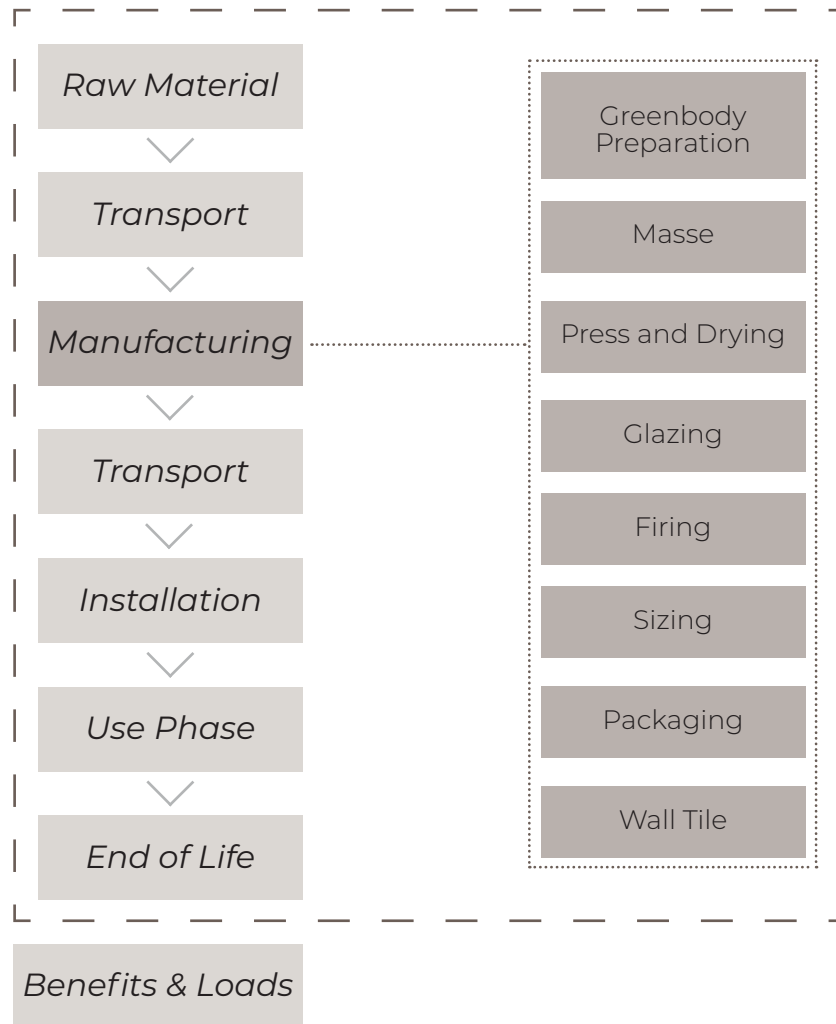 Raw Material
Transport
Manufacturing
Transport
Installation
Use Phase
End of Life
Benefits & Loads
Greenbody
Preparation
Masse
Press and Drying
Glazing
Firing
Sizing
Packaging
Wall Tile